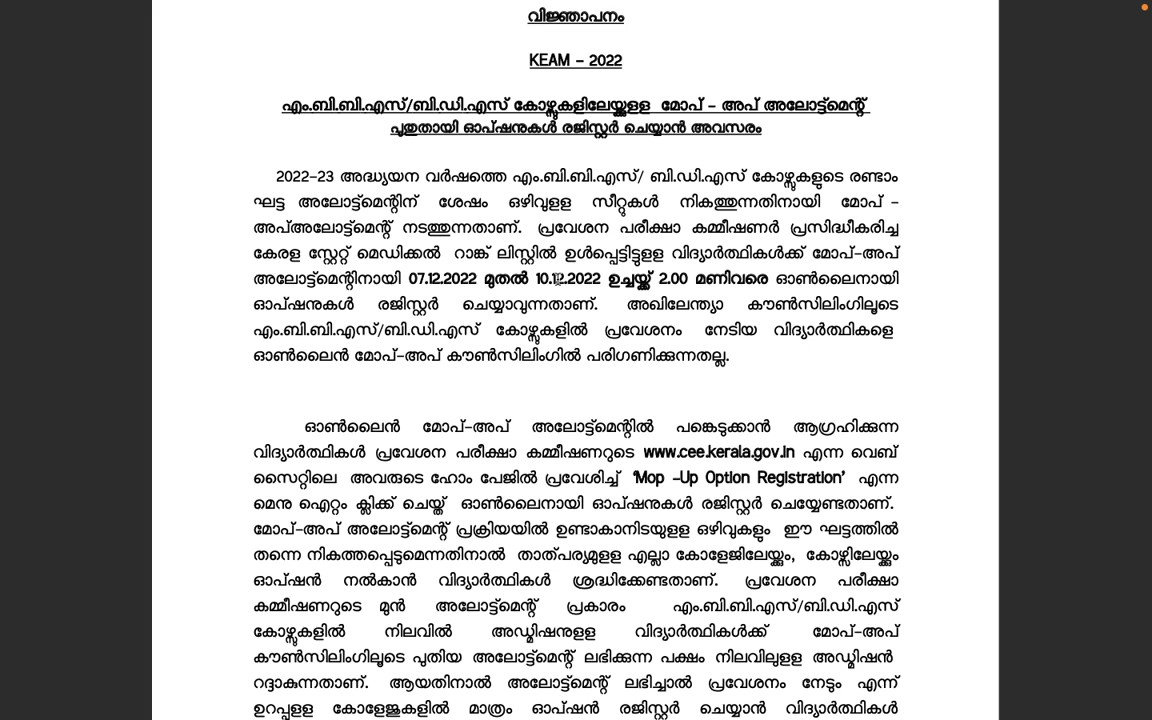 വിജ്ഞാപനം
KEAM – 2022
എം.ബി.ബി.എസ്/ബി.ഡി.എസ് കോഴ്സുകളിലേയ്ക്കുളള മോപ് – അപ് അലോട്ട്മെന്റ്
പുതുതായി ഓപ്ഷനുകൾ രജിസ്റ്റർ ചെയ്യാൻ അവസരം
2022–23 അദ്ധ്യയന വർഷത്തെ എം.ബി.ബി.എസ്/ ബി.ഡി.എസ് കോഴ്സുകളുടെ രണ്ടാം
ഘട്ട അലോട്ട്മെന്റിന് ശേഷം ഒഴിവുളള സീറ്റുകൾ നികത്തുന്നതിനായി മോപ് –
അപ്അലോട്ട്മെന്റ് നടത്തുന്നതാണ്. പ്രവേശന പരീക്ഷാ കമ്മീഷണർ പ്രസിദ്ധീകരിച്ച
കേരള സ്റ്റേറ്റ് മെഡിക്കൽ റാങ്ക് ലിസ്റ്റിൽ ഉൾപ്പെട്ടിട്ടുളള വിദ്യാർത്ഥികൾക്ക് മോപ്–അപ്
അലോട്ട്മെന്റിനായി 07.12.2022 മുതൽ 10.12.2022 ഉച്ചയ്ക്ക് 2.00 മണിവരെ ഓൺലൈനായി
ഓപ്ഷനുകൾ രജിസ്റ്റർ ചെയ്യാവുന്നതാണ്. അഖിലേന്ത്യാ കൗൺസിലിംഗിലൂടെ
എം.ബി.ബി.എസ്/ബി.ഡി.എസ് കോഴ്സുകളിൽ പ്രവേശനം നേടിയ വിദ്യാർത്ഥികളെ
ഓൺലൈൻ മോപ്–അപ് കൗൺസിലിംഗിൽ പരിഗണിക്കുന്നതല്ല.
ഓൺലൈൻ മോപ്–അപ് അലോട്ട്മെന്റിൽ പങ്കെടുക്കാൻ ആഗ്രഹിക്കുന്ന
വിദ്യാർത്ഥികൾ പ്രവേശന പരീക്ഷാ കമ്മീഷണറുടെ www.cee.kerala.gov.in എന്ന വെബ്
സൈറ്റിലെ അവരുടെ ഹോം പേജിൽ പ്രവേശിച്ച് ‘Mop –Up Option Registration’ എന്ന
മെനു ഐറ്റം ക്ലിക്ക് ചെയ്ത് ഓൺലൈനായി ഓപ്ഷനുകൾ രജിസ്റ്റർ ചെയ്യേണ്ടതാണ്.
മോപ്–അപ് അലോട്ട്മെന്റ് പ്രക്രിയയിൽ ഉണ്ടാകാനിടയുളള ഒഴിവുകളും ഈ ഘട്ടത്തിൽ
തന്നെ നികത്തപ്പെടുമെന്നതിനാൽ താത്പര്യമുളള എല്ലാ കോളേജിലേയ്ക്കും, കോഴ്സിലേയ്ക്കും
ഓപ്ഷൻ നൽകാൻ വിദ്യാർത്ഥികൾ ശ്രദ്ധിക്കേണ്ടതാണ്. പ്രവേശന പരീക്ഷാ
കമ്മീഷണറുടെ മുൻ അലോട്ട്മെന്റ് പ്രകാരം എം.ബി.ബി.എസ്/ബി.ഡി.എസ്
കോഴ്സുകളിൽ നിലവിൽ അഡ്മിഷനുളള വിദ്യാർത്ഥികൾക്ക് മോപ്–അപ്
കൗൺസിലിംഗിലൂടെ പുതിയ അലോട്ട്മെന്റ് ലഭിക്കുന്ന പക്ഷം നിലവിലുളള അഡ്മിഷൻ
റദ്ദാകുന്നതാണ്. ആയതിനാൽ അലോട്ട്മെന്റ് ലഭിച്ചാൽ പ്രവേശനം നേടും എന്ന്
ഉറപ്പുളള കോളേജുകളിൽ മാത്രം ഓപ്ഷൻ രജിസ്റ്റർ ചെയ്യാൻ വിദ്യാർത്ഥികൾ